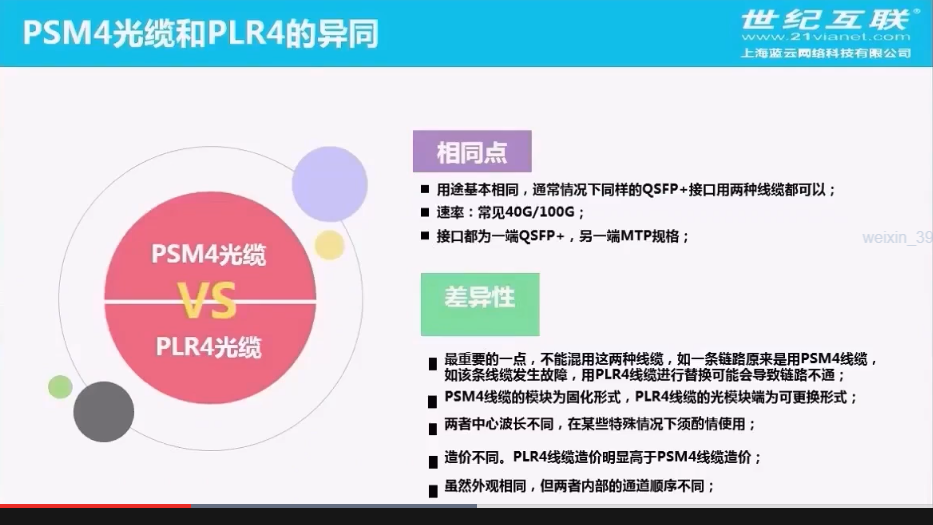 PSM4光缆和PLR4的异同
世纪互联®
www.21vianet.com
上海蓝云网络科技有限公司
相同点
用途基本相同，通常情况下同样的QSFP+接口用两种线缆都可以；
速率：常见40G/100G；
接口都为一端QSFP+，另一端MTP规格；
weixin_39
PSM4光缆
VS
PLR4光缆
差异性
最重要的一点，不能混用这两种线缆，如一条链路原来是用PSM4线缆，
如该条线缆发生故障，用PLR4线缆进行替换可能会导致链路不通；
PSM4线缆的模块为固化形式，PLR4线缆的光模块端为可更换形式；
两者中心波长不同，在某些特殊情况下须酌情使用；
造价不同。PLR4线缆造价明显高于PSM4线缆造价；
虽然外观相同，但两者内部的通道顺序不同；